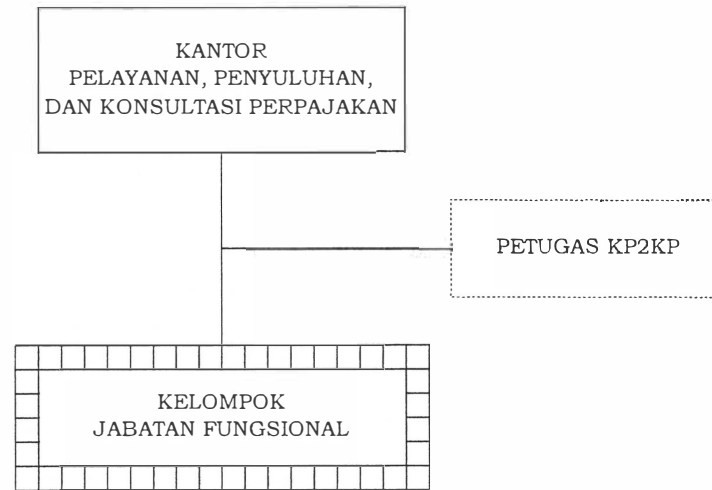 KANTOR
PELAYANAN, PENYULUHAN,
DAN KONSULTASI PERPAJAKAN
PETUGAS KP2KP
KELOMPOK
JABATAN FUNGSIONAL